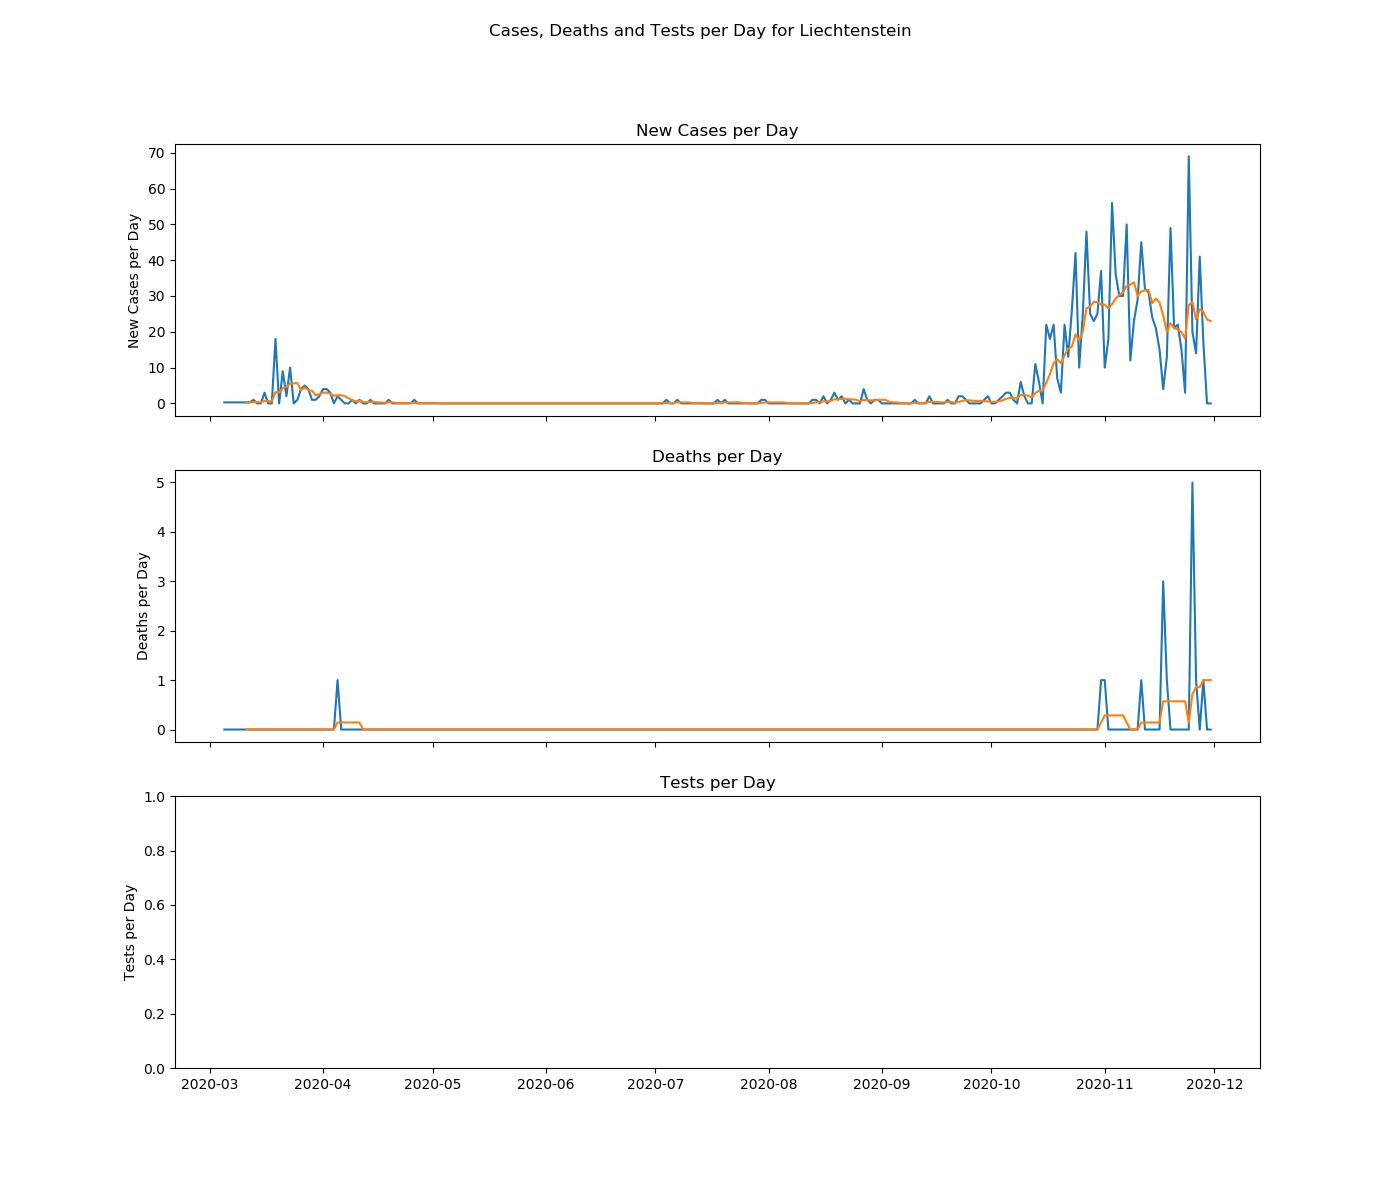 Cases, Deaths and Tests per Day for Liechtenstein
New Cases per Day
New Cases per Day
70
60
50
40
30
20
10
0
Deaths per Day
Deaths per Day
5
4
3
2
1
0
Tests per Day
Tests per Day
1.0
0.8
0.6
0.4
0.2
0.0
2020-03 2020-04 2020-05 2020-06 2020-07 2020-08 2020-09 2020-10 2020-11 2020-12